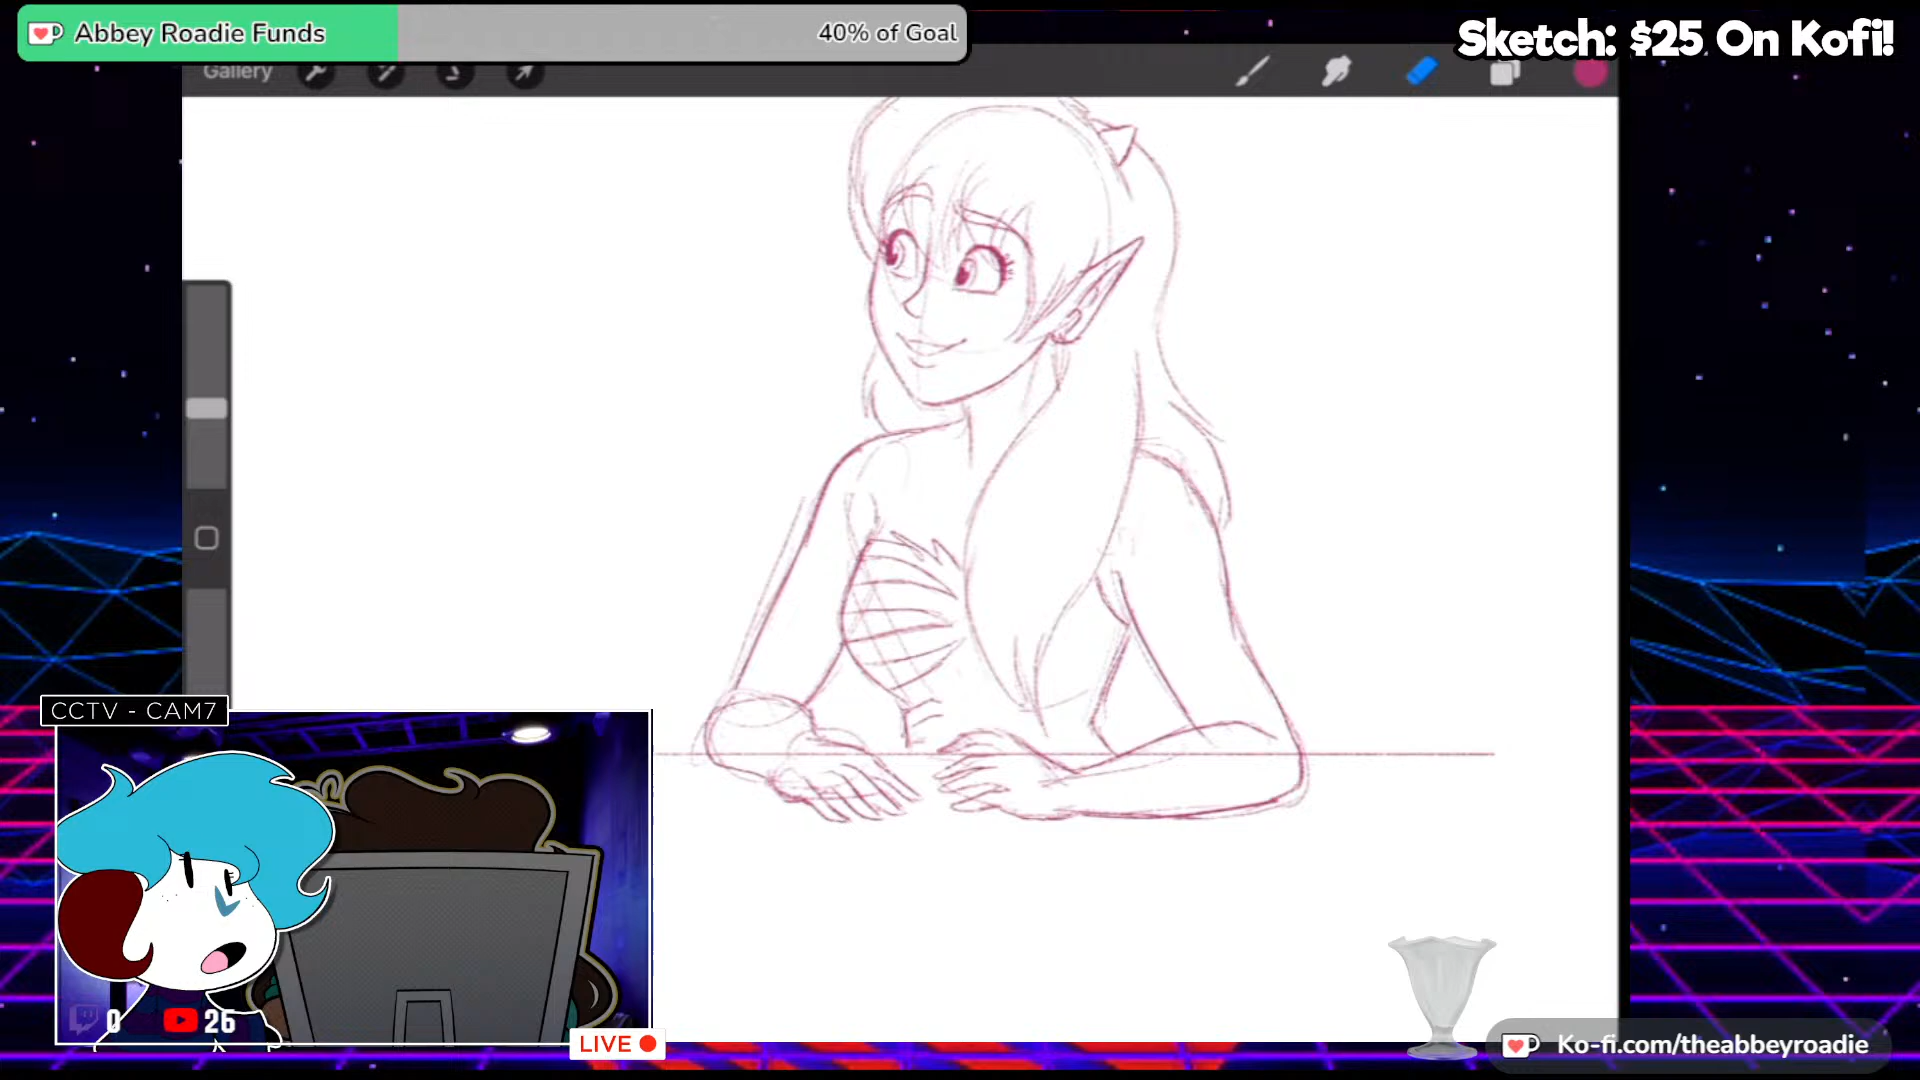 Abbey Roadie Funds
40% of Goal
Sketch: $25 On Kofi!
Gallery
CCTV - CAM7
0
26
LIVE
Ko-fi.com/theabbeyroadie